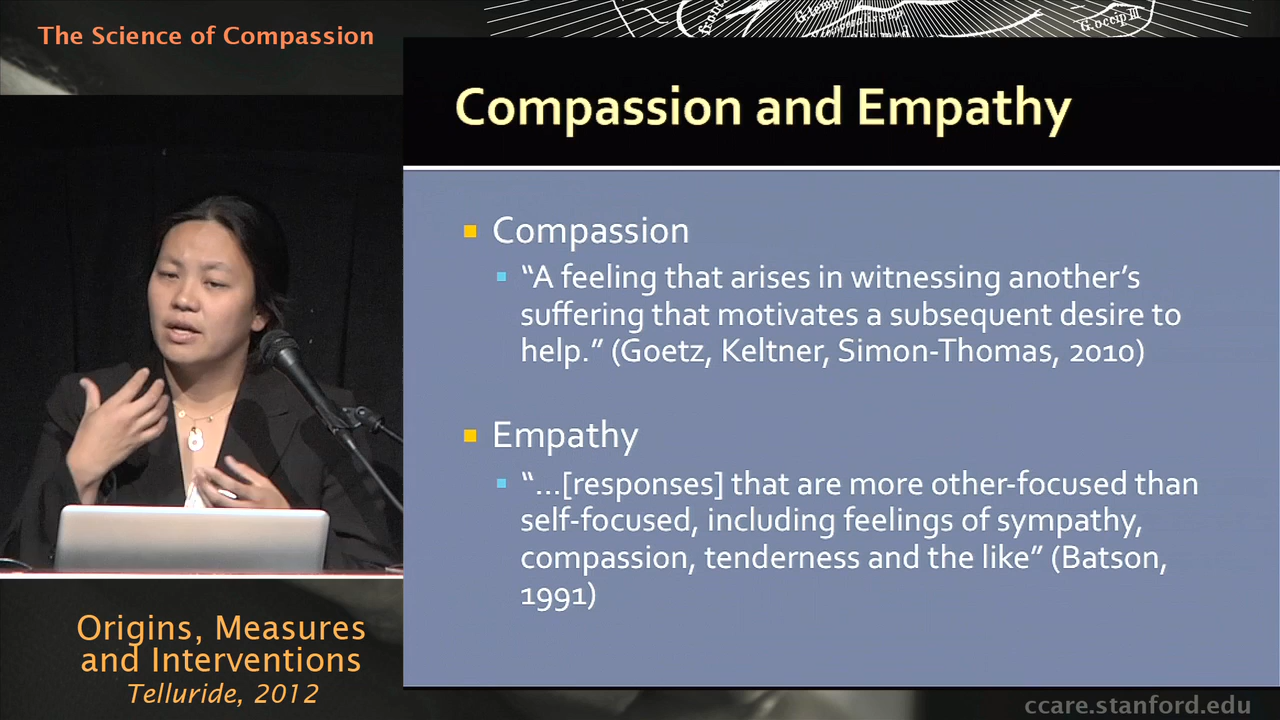 The Science of Compassion
G. occip III
Compassion and Empathy
Compassion
“A feeling that arises in witnessing another’s
suffering that motivates a subsequent desire to
help.” (Goetz, Keltner, Simon-Thomas, 2010)
Empathy
“...[responses] that are more other-focused than
self-focused, including feelings of sympathy,
compassion, tenderness and the like” (Batson,
1991)
Origins, Measures
and Interventions
Telluride, 2012
ccare.stanford.edu